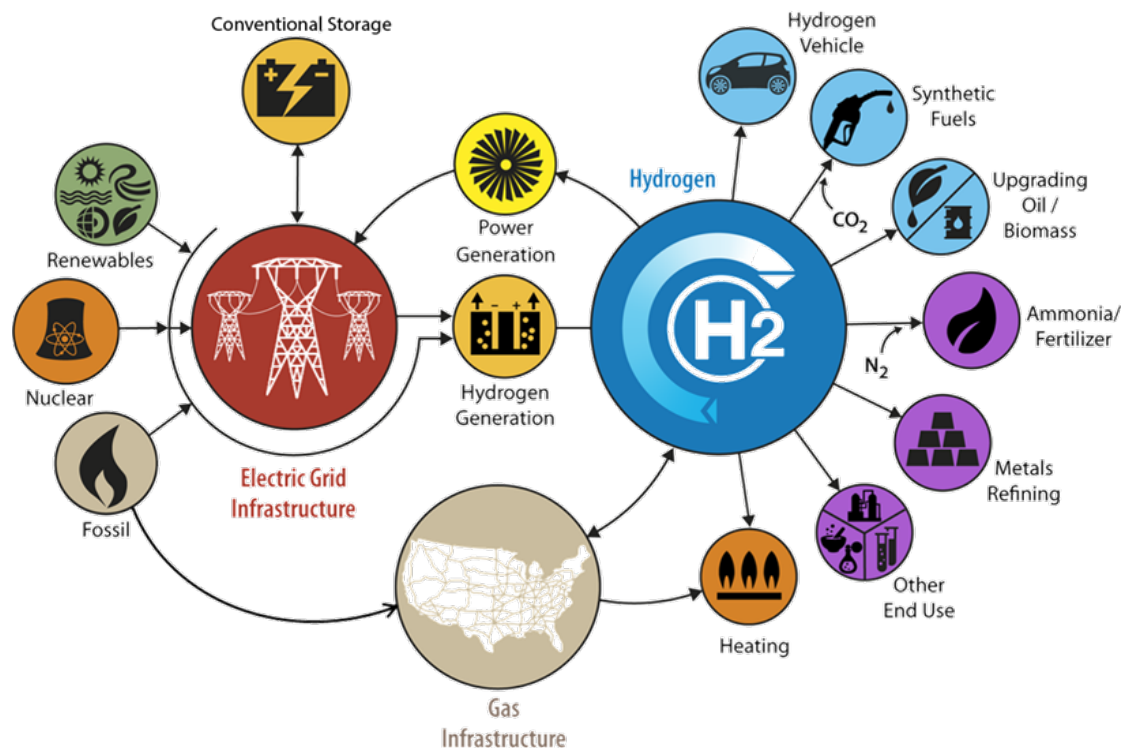 Conventional Storage
Hydrogen
Vehicle
Synthetic
Fuels
Renewables
Power
Generation
Hydrogen
CO2
Upgrading
Oil /
Biomass
+ -
- +
H2
Ammonia/
Fertilizer
N2
Nuclear
Hydrogen
Generation
Electric Grid
Infrastructure
Metals
Refining
Fossil
Other
End Use
Heating
Gas
Infrastructure